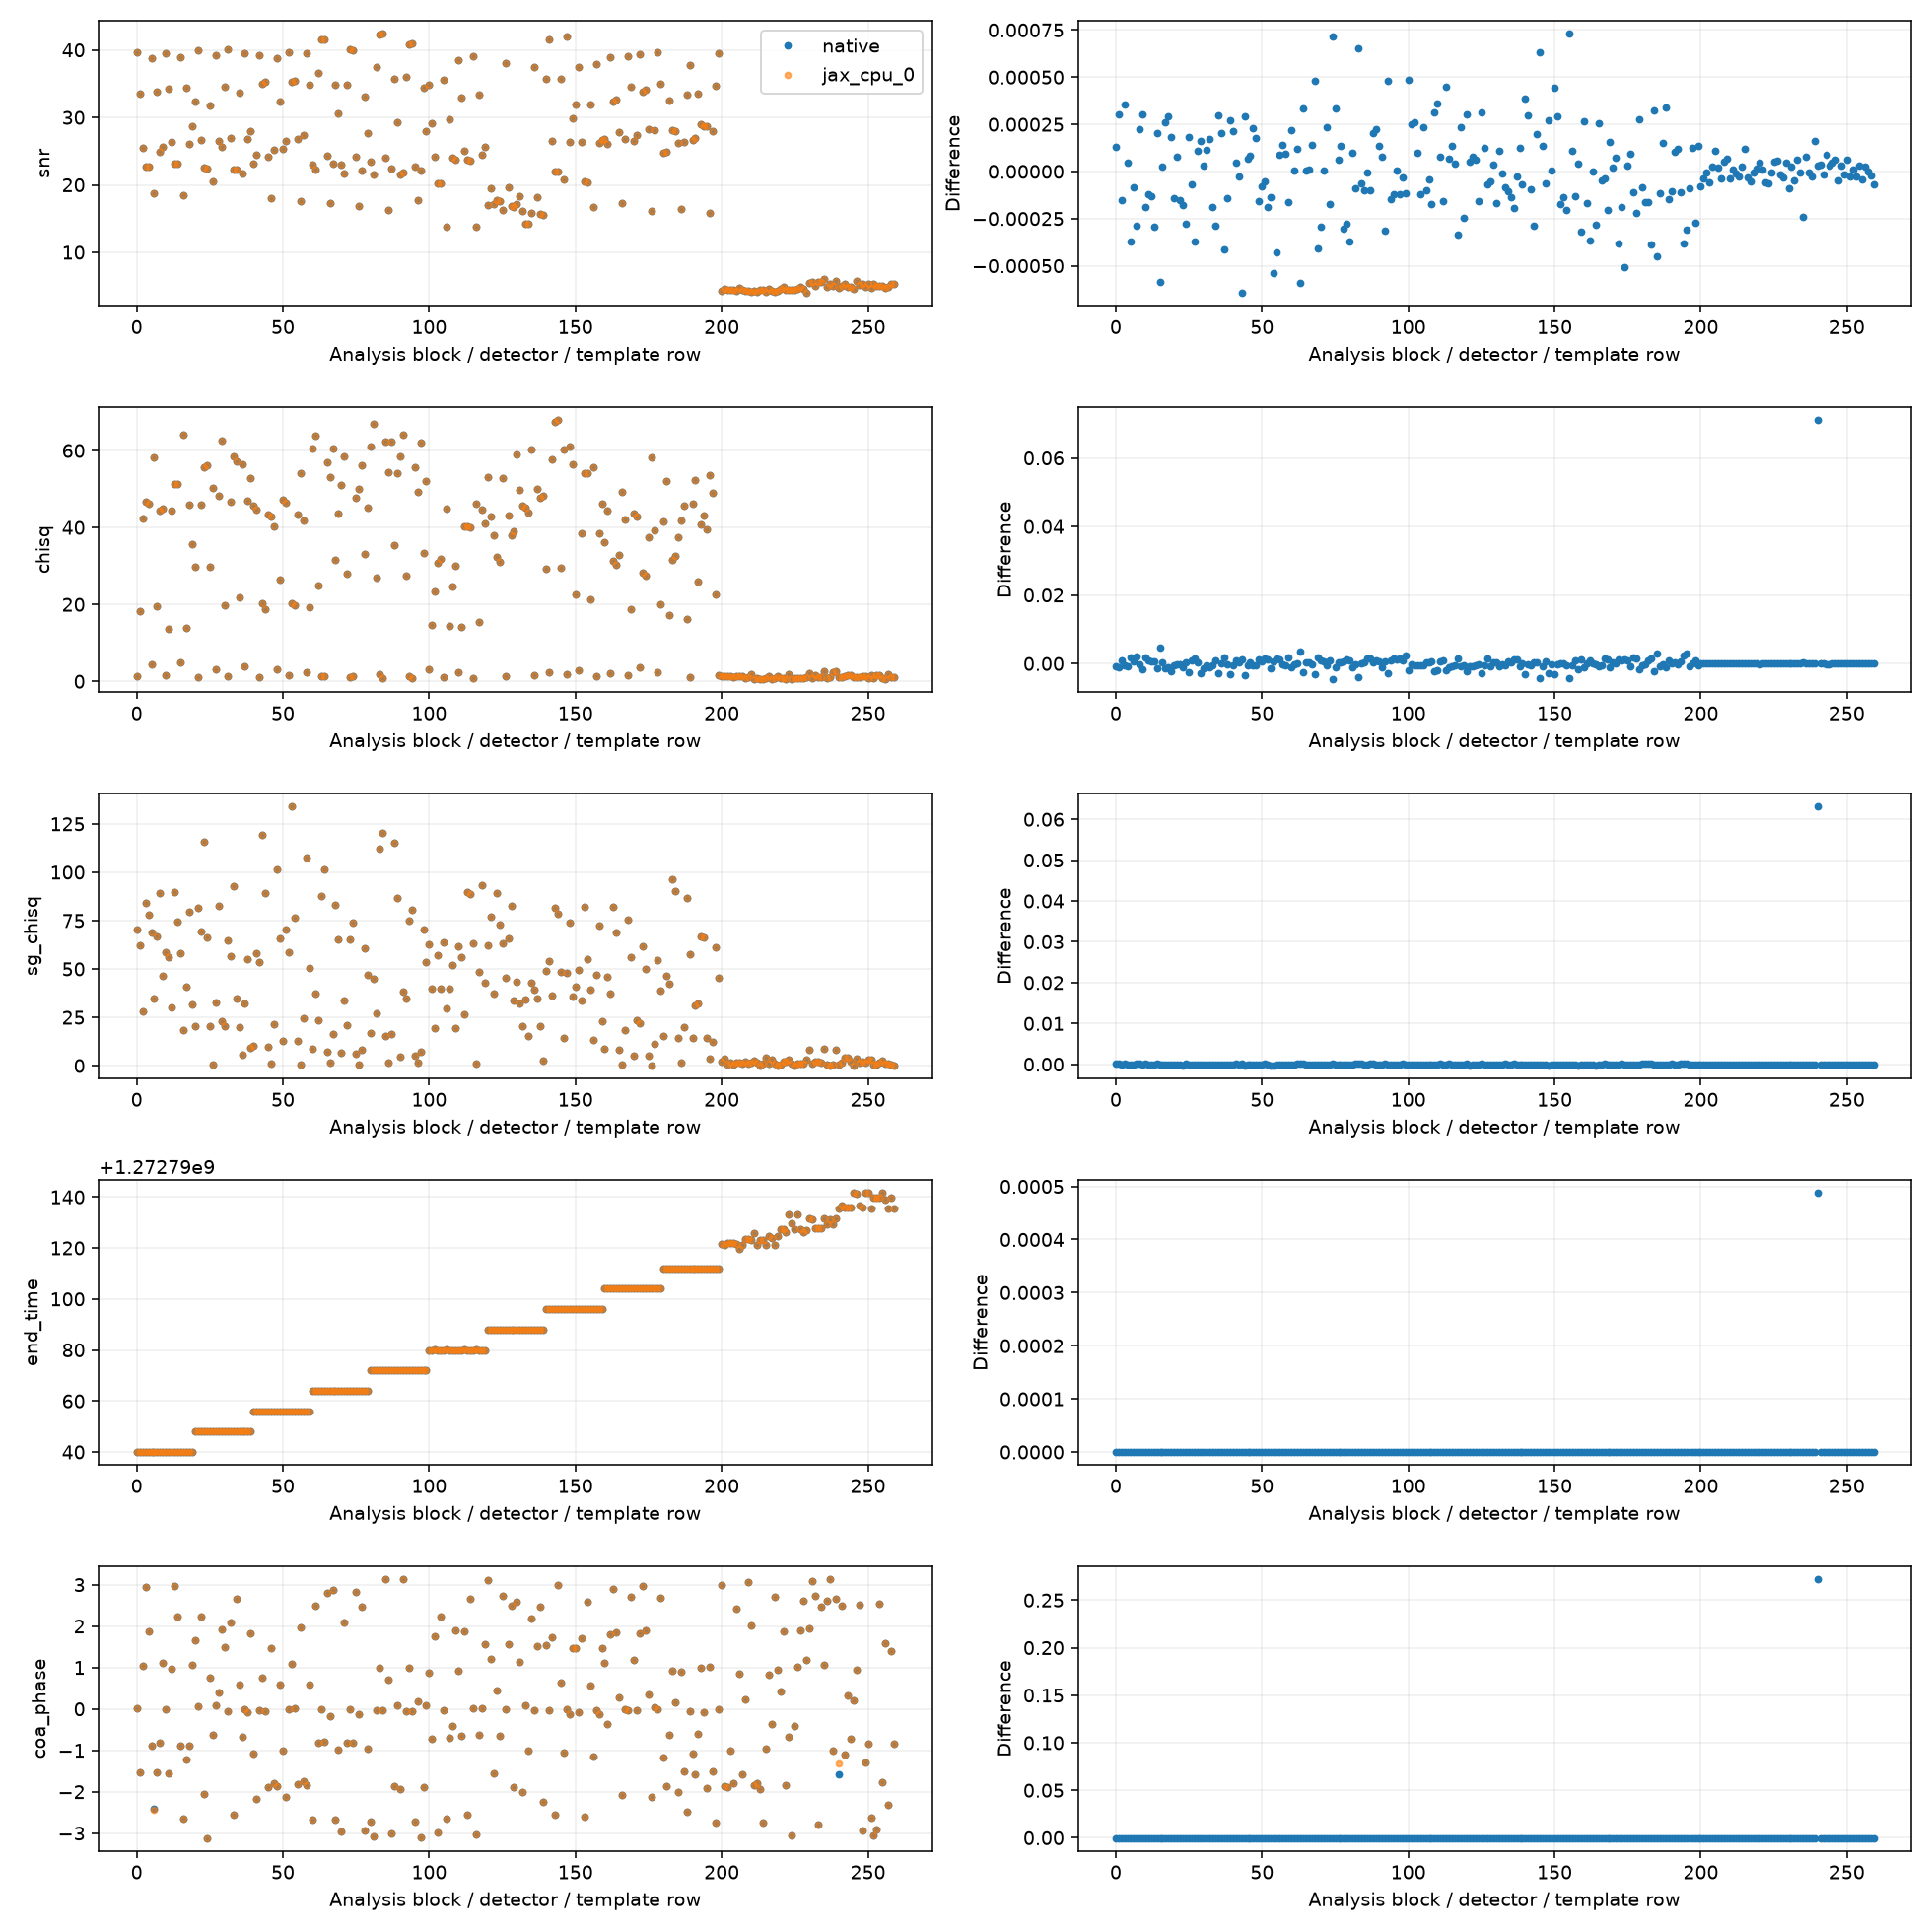 native
jax_cpu_0
snr
40
30
20
10
0 50 100 150 200 250
Analysis block / detector / template row
Difference
0.00075
0.00050
0.00025
0.00000
−0.00025
−0.00050
0 50 100 150 200 250
Analysis block / detector / template row
chisq
60
40
20
0
0 50 100 150 200 250
Analysis block / detector / template row
Difference
0.06
0.04
0.02
0.00
0 50 100 150 200 250
Analysis block / detector / template row
sg_chisq
125
100
75
50
25
0
0 50 100 150 200 250
Analysis block / detector / template row
Difference
0.06
0.05
0.04
0.03
0.02
0.01
0.00
0 50 100 150 200 250
Analysis block / detector / template row
+1.27279e9
end_time
140
120
100
80
60
40
0 50 100 150 200 250
Analysis block / detector / template row
Difference
0.0005
0.0004
0.0003
0.0002
0.0001
0.0000
0 50 100 150 200 250
Analysis block / detector / template row
coa_phase
3
2
1
0
−1
−2
−3
0 50 100 150 200 250
Analysis block / detector / template row
Difference
0.25
0.20
0.15
0.10
0.05
0.00
0 50 100 150 200 250
Analysis block / detector / template row